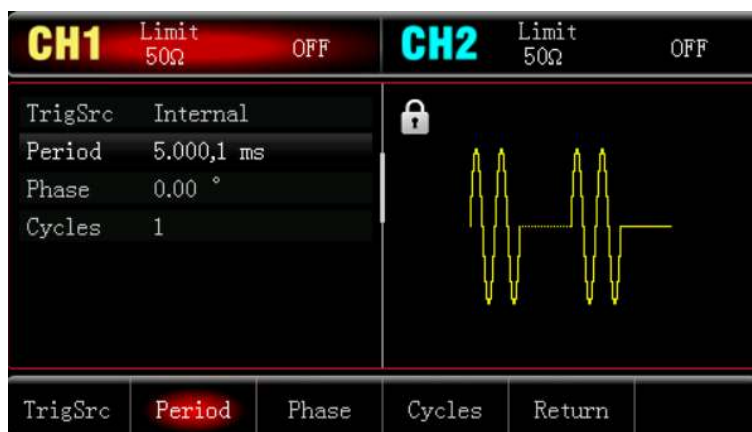 CH1 Limit 50Ω OFF CH2 Limit 50Ω OFF
TrigSrc Internal
Period 5.000,1 ms
Phase 0.00 °
Cycles 1
TrigSrc Period Phase Cycles Return